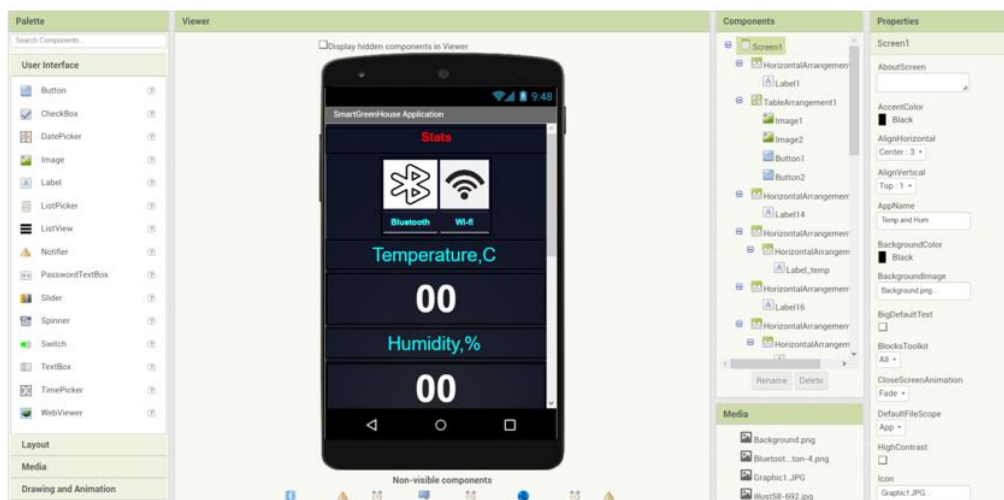 Palette
Search Components...
User Interface
Button
CheckBox
DatePicker
Image
Label
ListPicker
ListView
Notifier
PasswordTextBox
Slider
Spinner
Switch
TextBox
TimePicker
WebViewer
Layout
Media
Drawing and Animation
Viewer
Display hidden components in Viewer
9:48
SmartGreenHouse Application
Stats
Bluetooth Wi-fi
Temperature,C
00
Humidity,%
00
Non-visible components
Components
Screen1
HorizontalArrangement
Label1
TableArrangement1
Image1
Image2
Button1
Button2
HorizontalArrangement
Label14
HorizontalArrangement
HorizontalArrangem
Label_temp
HorizontalArrangement
Label16
HorizontalArrangement
HorizontalArrangem
Rename Delete
Media
Background.png
Bluetoot...ton-4.png
Graphic1.JPG
illust58-692.jpg
Properties
Screen1
AboutScreen
AccentColor
Black
AlignHorizontal
Center : 3
AlignVertical
Top : 1
AppName
Temp and Hum
BackgroundColor
Black
BackgroundImage
Background.png...
BigDefaultText
BlocksToolkit
All
CloseScreenAnimation
Fade
DefaultFileScope
App
HighContrast
Icon
Graphic1.JPG...